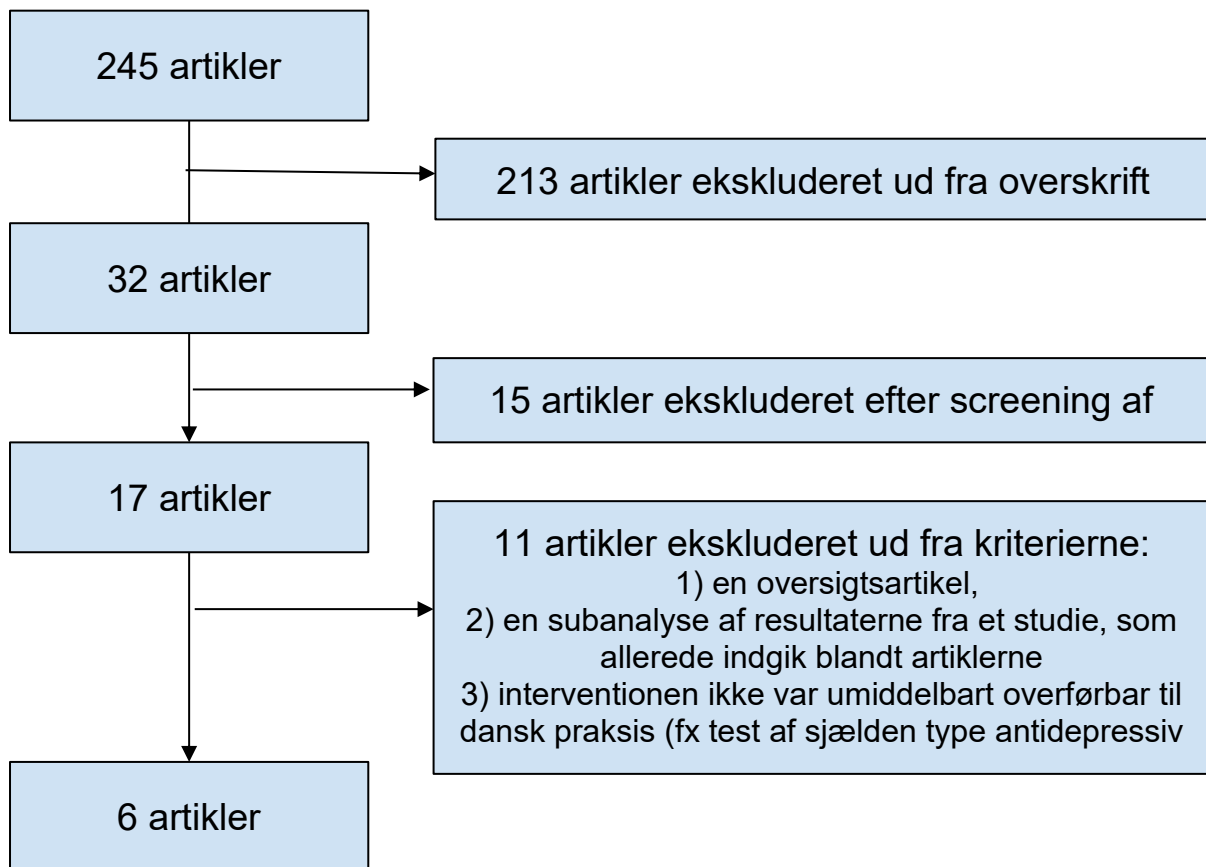 245 artikler
213 artikler ekskluderet ud fra overskrift
32 artikler
15 artikler ekskluderet efter screening af
17 artikler
11 artikler ekskluderet ud fra kriterierne:
1) en oversigtsartikel,
2) en subanalyse af resultaterne fra et studie, som
allerede indgik blandt artiklerne
3) interventionen ikke var umiddelbart overførbar til
dansk praksis (fx test af sjælden type antidepressiv
6 artikler